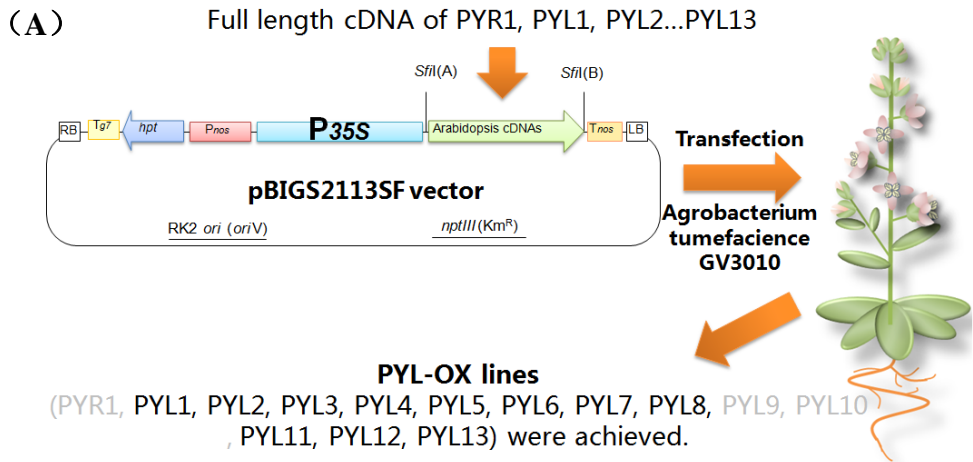 (A)
Full length cDNA of PYR1, PYL1, PYL2...PYL13
SfiI(A)
SfiI(B)
RB
Tg7
hpt
Pnos
P35S
Arabidopsis cDNAs
Tnos
LB
pBIGS2113SF vector
RK2 ori (oriV)
nptIII(KmR)
Transfection
Agrobacterium
tumefacience
GV3010
PYL-OX lines
(PYR1, PYL1, PYL2, PYL3, PYL4, PYL5, PYL6, PYL7, PYL8, PYL9, PYL10
, PYL11, PYL12, PYL13) were achieved.